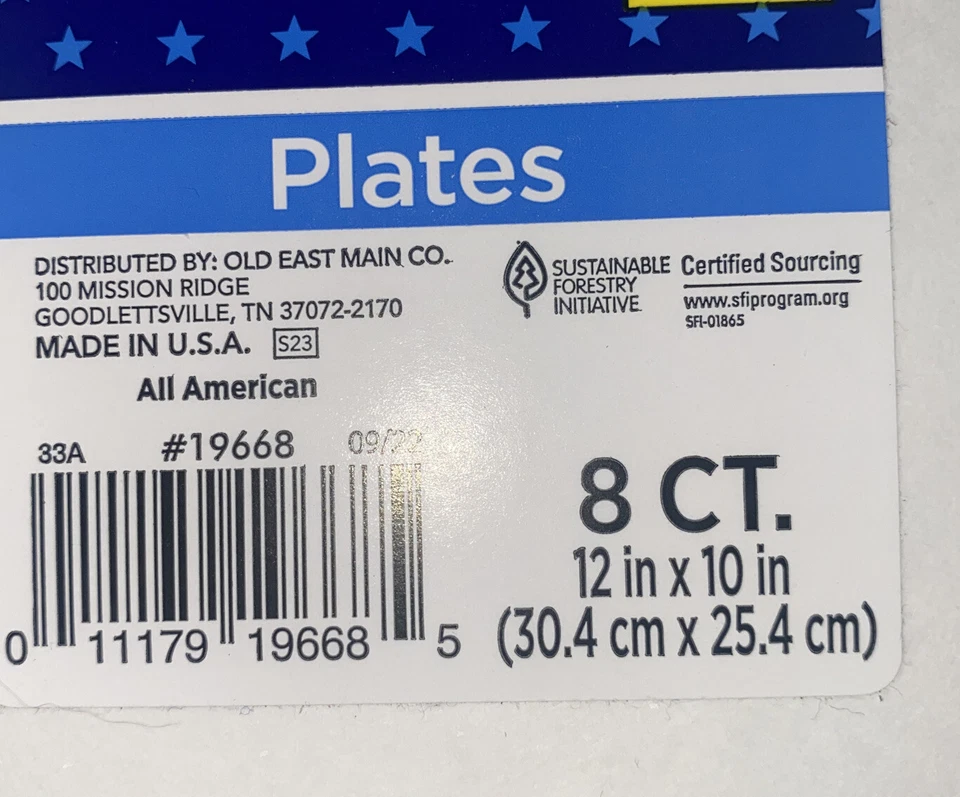 Plates
DISTRIBUTED BY: OLD EAST MAIN CO.
100 MISSION RIDGE
GOODLETTSVILLE, TN 37072-2170
MADE IN U.S.A. S23
All American
SUSTAINABLE
FORESTRY
INITIATIVE
Certified Sourcing
www.sfiprogram.org
SFI-01865
33A #19668
0 11179 19668 5
8 CT.
12 in x 10 in
(30.4 cm x 25.4 cm)